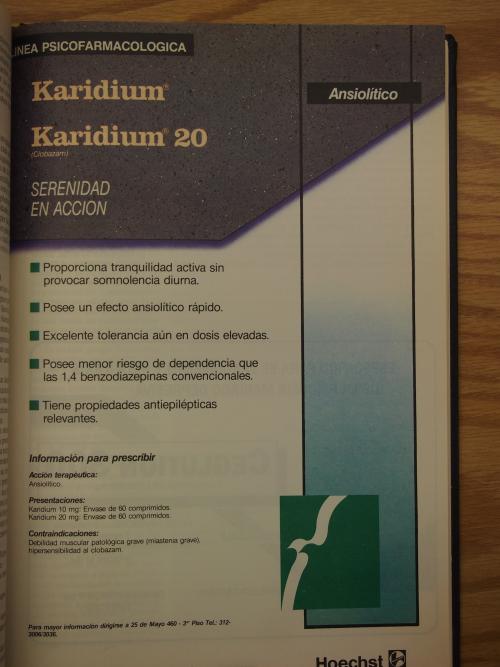 LINEA PSICOFARMACOLOGICA
Karidium®
Ansiolítico
Karidium® 20
(Clobazam)
SERENIDAD
EN ACCION
Proporciona tranquilidad activa sin
provocar somnolencia diurna.
Posee un efecto ansiolítico rápido.
Excelente tolerancia aún en dosis elevadas.
Posee menor riesgo de dependencia que
las 1,4 benzodiazepinas convencionales.
Tiene propiedades antiepilépticas
relevantes.
Información para prescribir
Acción terapéutica:
Ansiolítico.
Presentaciones:
Karidium 10 mg: Envase de 60 comprimidos.
Karidium 20 mg: Envase de 60 comprimidos.
Contraindicaciones:
Debilidad muscular patológica grave (miastenia grave),
hipersensibilidad al clobazam.
Para mayor información dirigirse a 25 de Mayo 460 - 3er Piso Tel.: 312-
3006/3036.
Hoechst